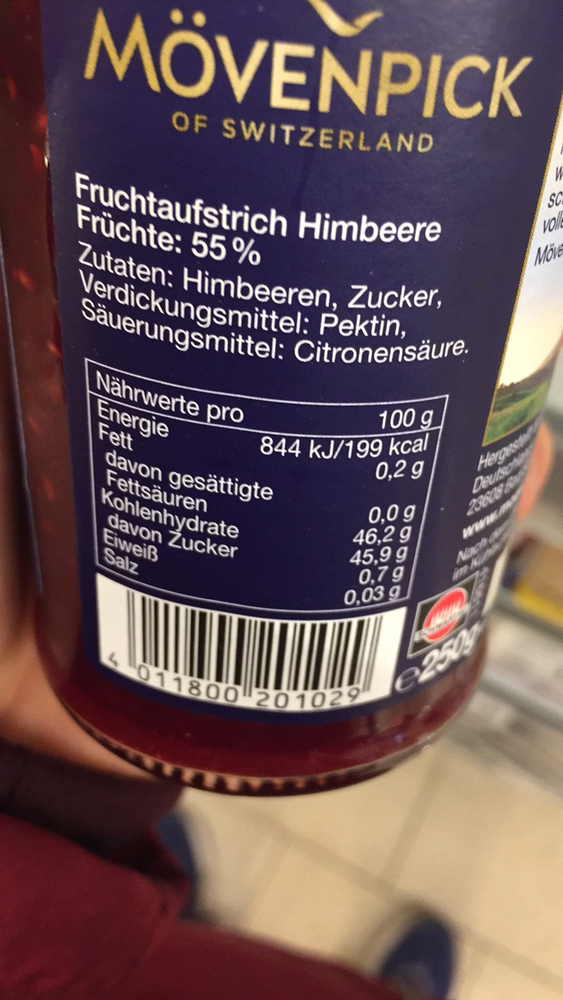 MÖVENPICK
OF SWITZERLAND
Fruchtaufstrich Himbeere
Früchte: 55 %
Zutaten: Himbeeren, Zucker,
Verdickungsmittel: Pektin,
Säuerungsmittel: Citronensäure.
Nährwerte pro 100 g
Energie 844 kJ/199 kcal
Fett 0,2 g
davon gesättigte
Fettsäuren 0,0 g
Kohlenhydrate 46,2 g
davon Zucker 45,9 g
Eiweiß 0,7 g
Salz 0,03 g
4 011800 201029
e 250g